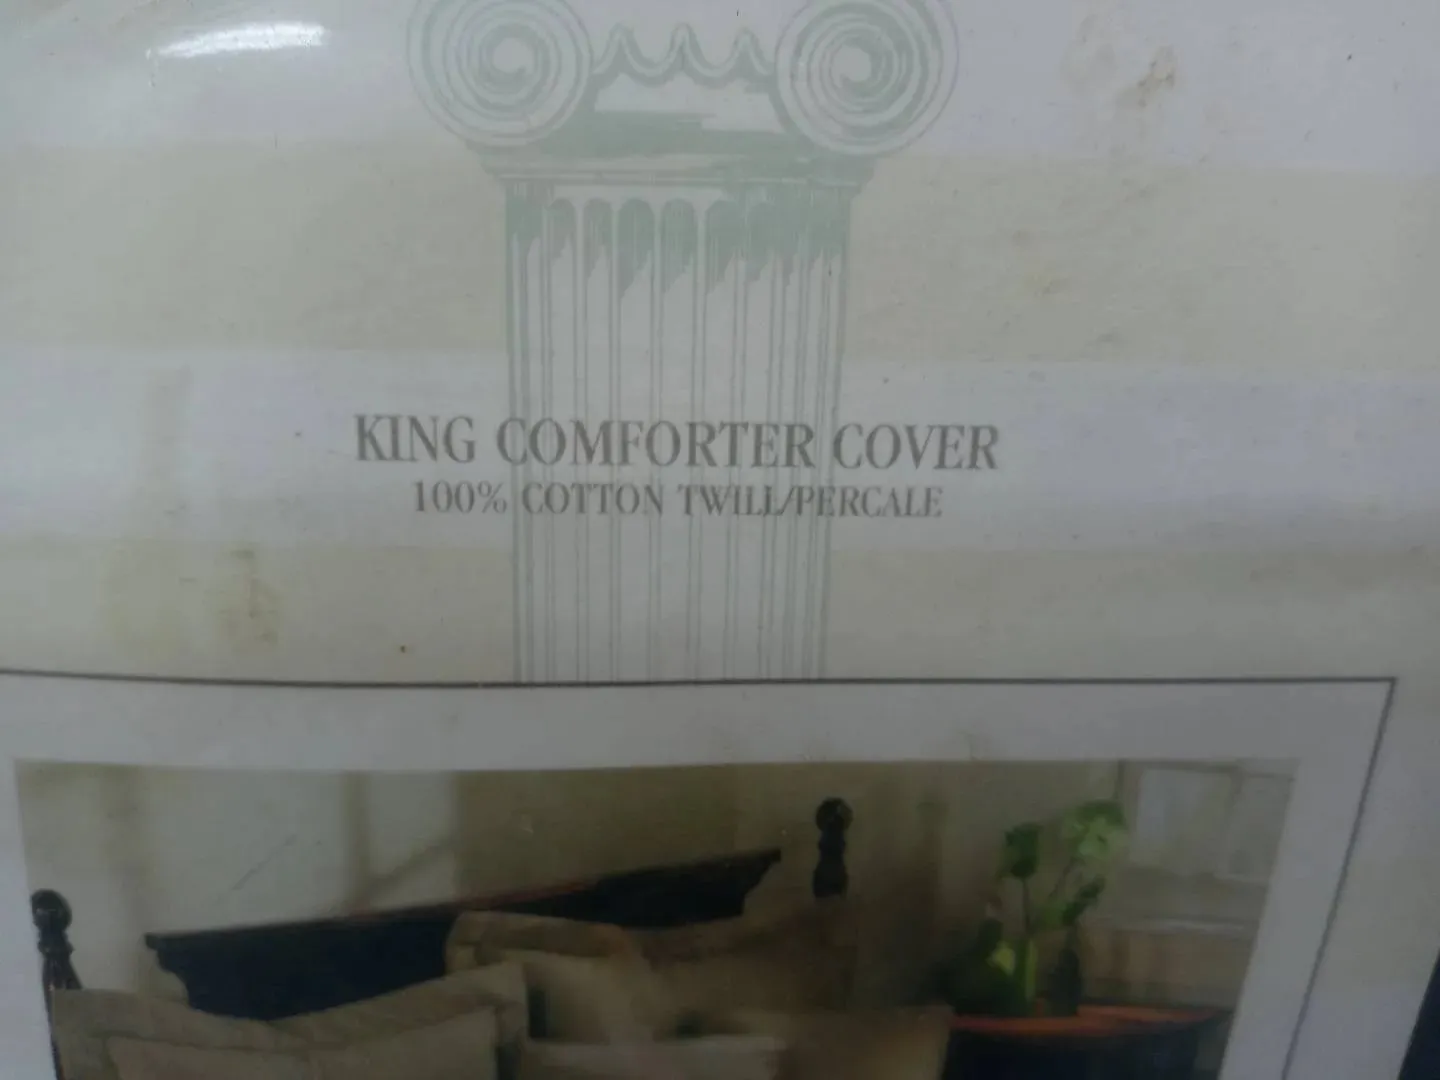 KING COMFORTER COVER
100% COTTON TWILL/PERCALE